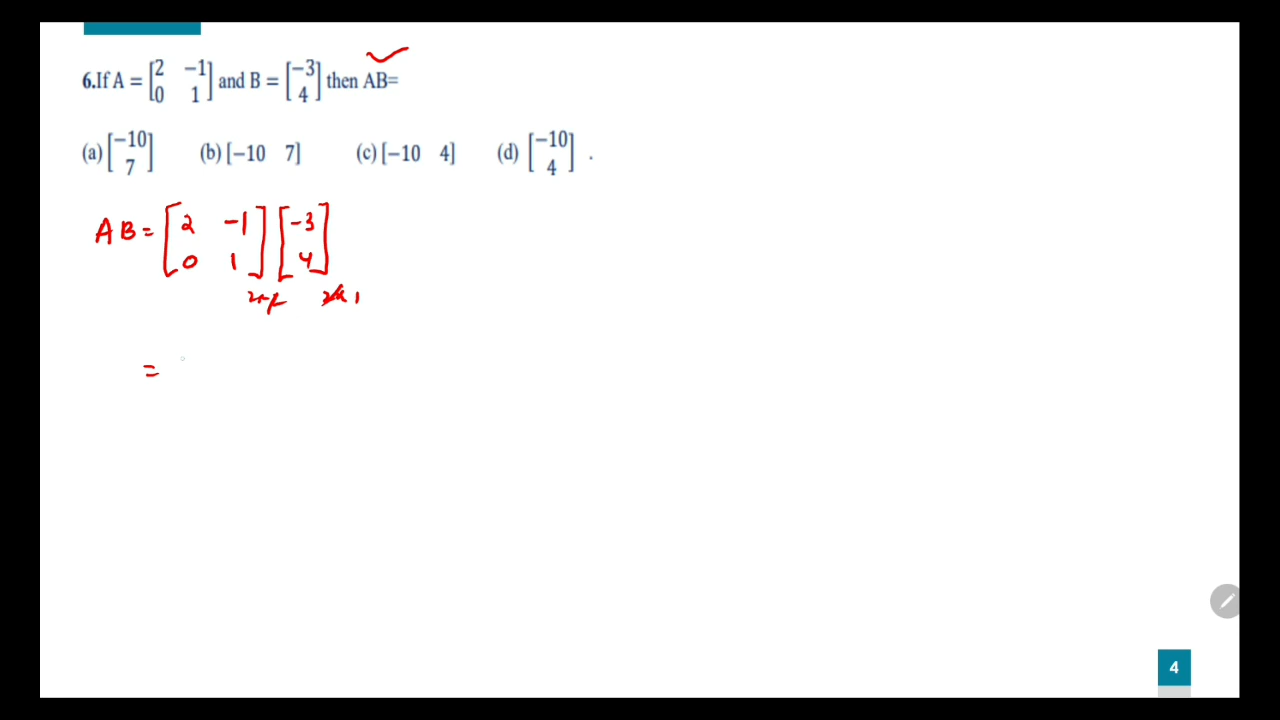 6.If A = [2 −1 0 1] and B = [−3 4] then AB=
(a) [−10 7] (b) [−10 7] (c) [−10 4] (d) [−10 4] .
AB = [2 -1 0 1] [-3 4]
=
4